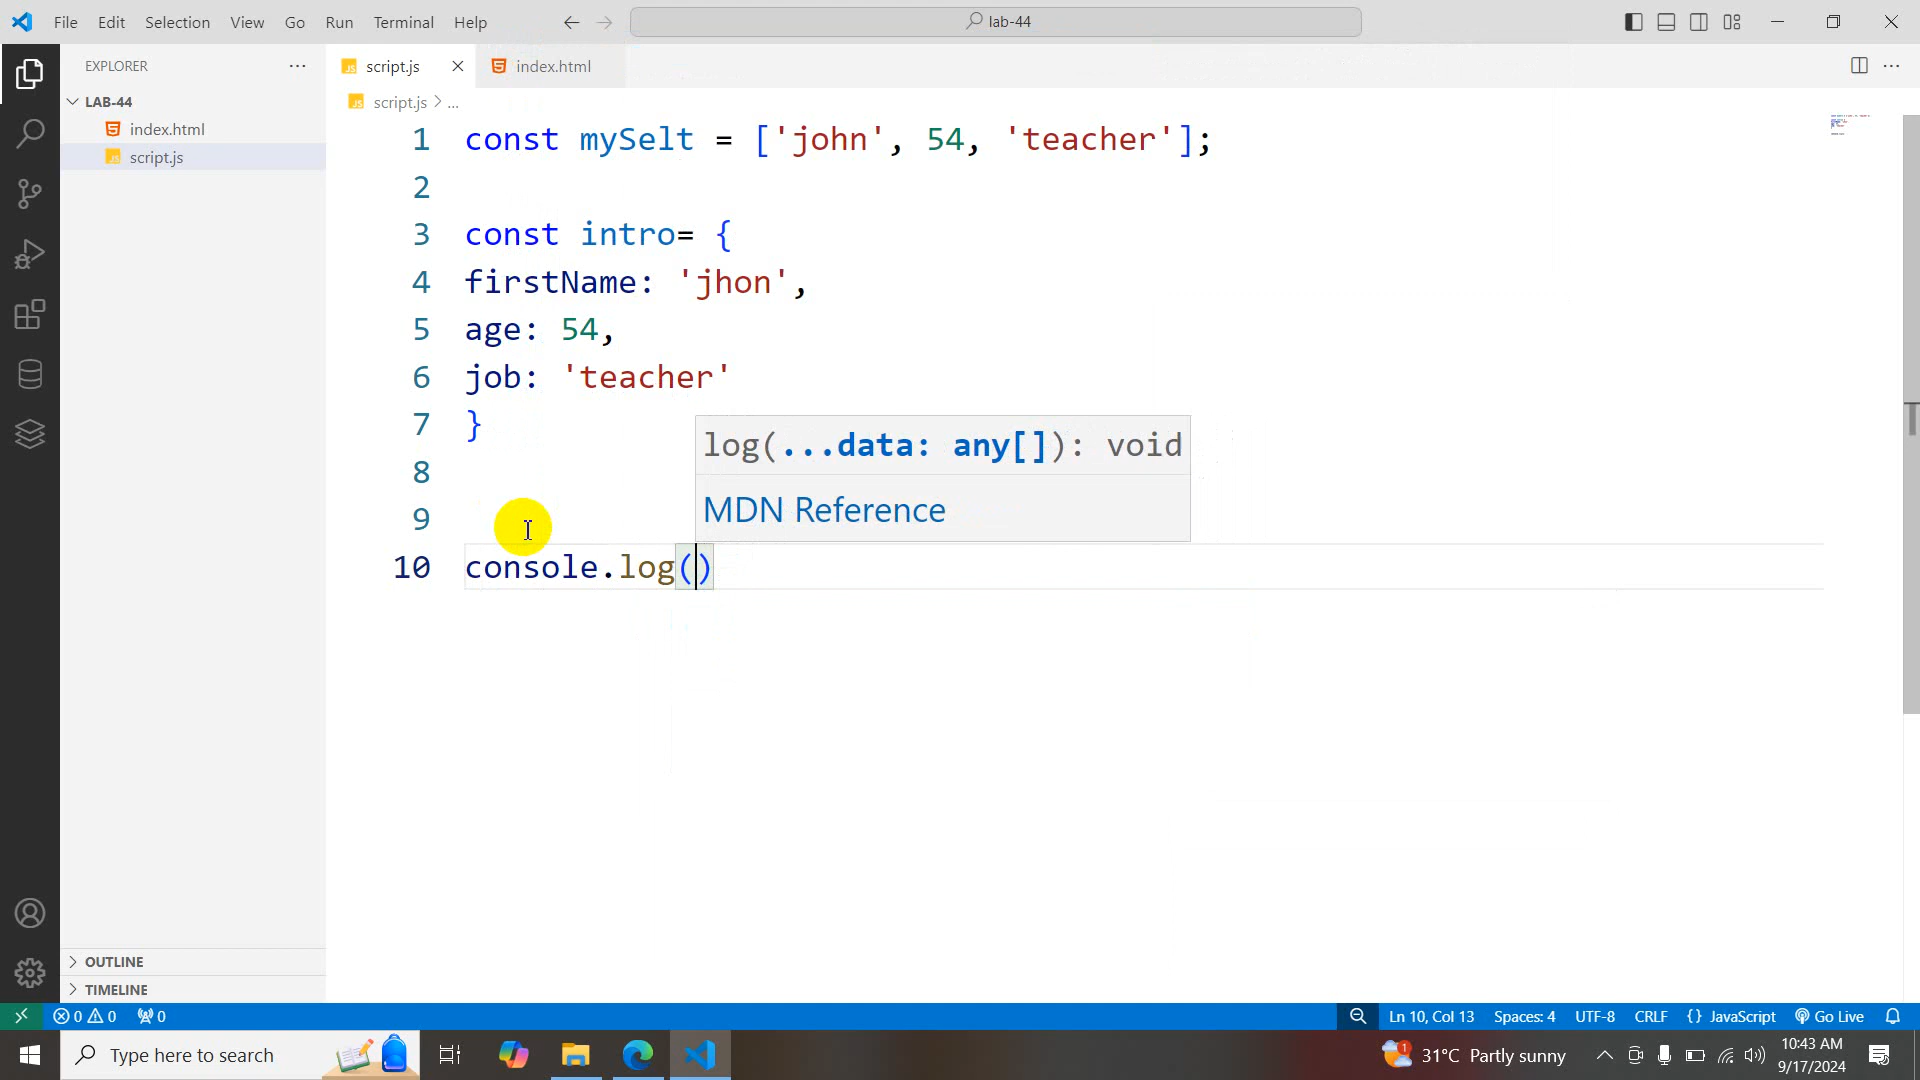 File Edit Selection View Go Run Terminal Help
lab-44
EXPLORER
script.js
index.html
LAB-44
index.html
script.js
script.js > ...
1 const mySelt = ['john', 54, 'teacher'];
2
3 const intro= {
4 firstName: 'jhon',
5 age: 54,
6 job: 'teacher'
7 }
log(...data: any[]): void
8
MDN Reference
9
10 console.log()
OUTLINE
TIMELINE
0 0 0
Ln 10, Col 13 Spaces: 4 UTF-8 CRLF {} JavaScript Go Live
Type here to search
1
31°C Partly sunny
10:43 AM
9/17/2024